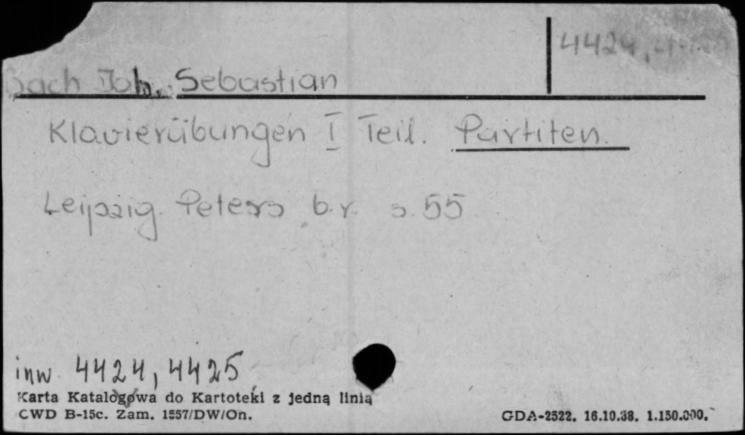 4424,
Bach Joh. Sebastian
Klavierübungen I Teil. Partiten.
Leipzig. Peters b.r. s. 55
inw 4424, 4425
Karta Katalogowa do Kartoteki z jedną linią
CWD B-15c. Zam. 1557/DW/On.
GDA-2522. 16.10.38. 1.150.000.